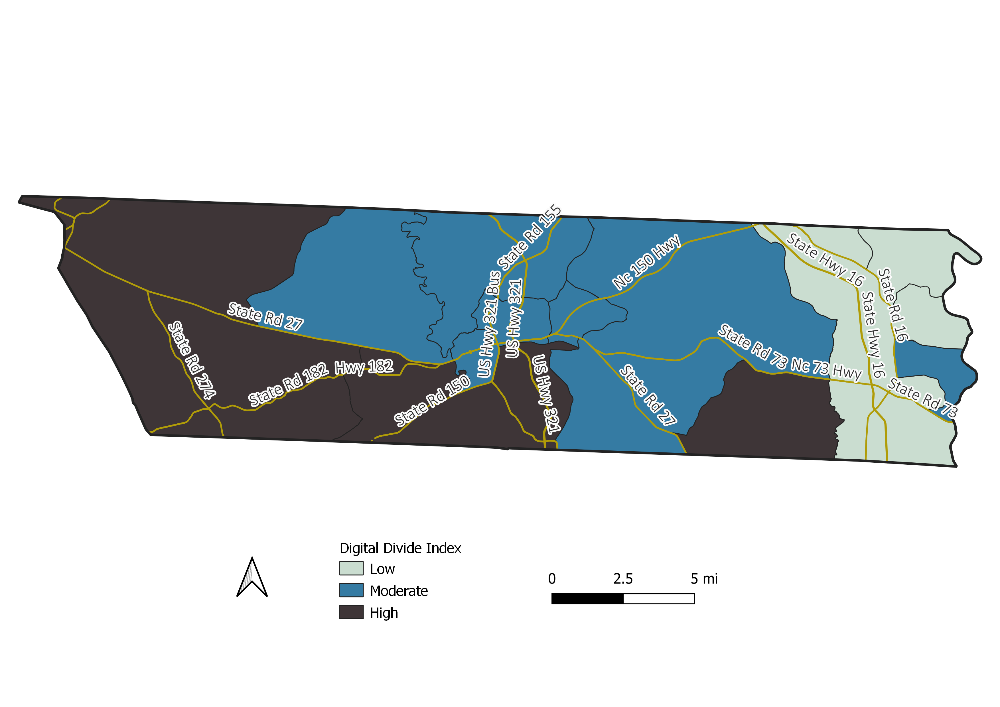 State Rd 155
Nc 150 Hwy
State Hwy 16
State Rd 16
US Hwy 321 Bus
US Hwy 321
State Rd 27
State Hwy 16
State Rd 274
State Rd 182
Hwy 182
State Rd 150
US Hwy 321
State Rd 27
State Rd 73 Nc 73 Hwy
State Rd 73
Digital Divide Index
Low
Moderate
High
0 2.5 5 mi